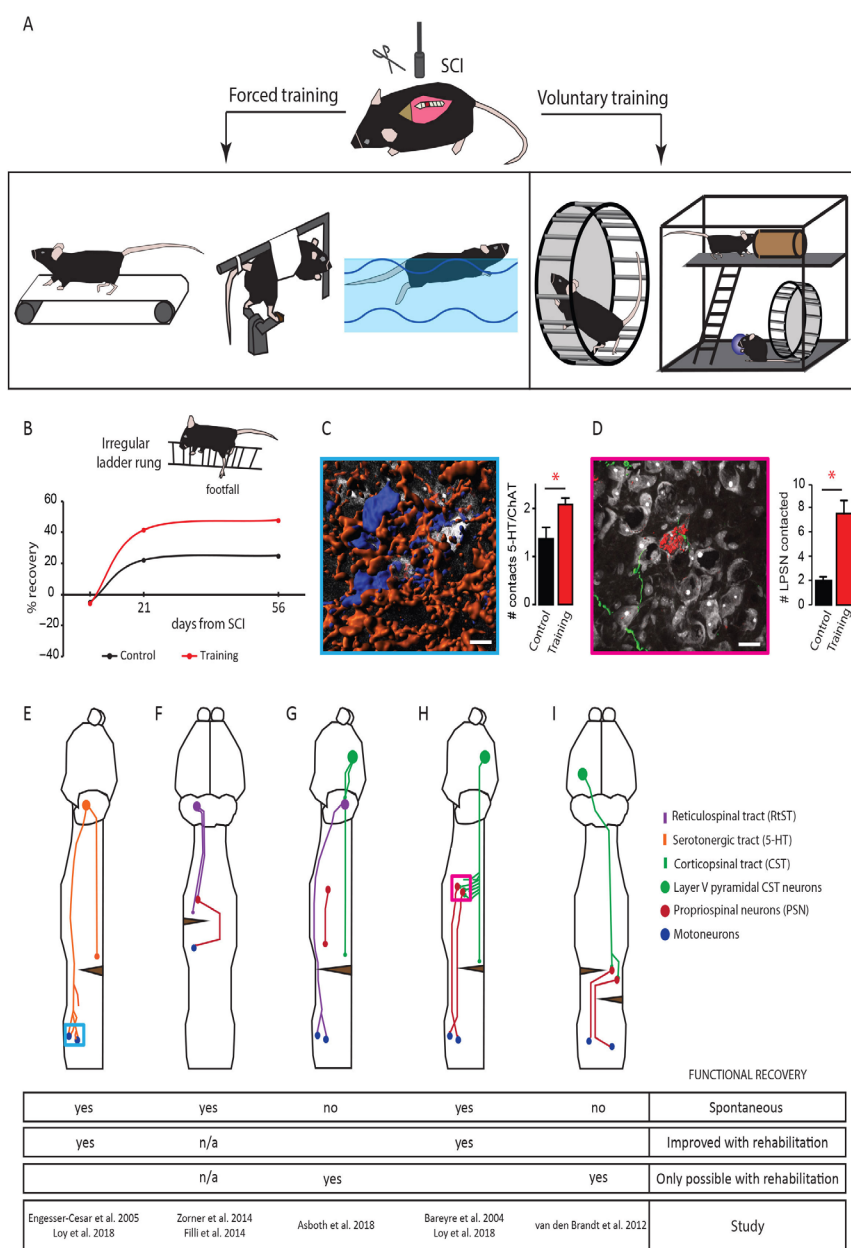 A
SCI
Forced training
Voluntary training
B
Irregular
ladder rung
footfall
60
40
20
0
−20
−40
% recovery
21
56
days from SCI
Control
Training
C
# contacts 5-HT/ChAT
2
1
0
*
Control
Training
D
# LPSN contacted
10
8
6
4
2
0
*
Control
Training
E
F
G
H
I
Reticulospinal tract (RtST)
Serotonergic tract (5-HT)
Corticopsinal tract (CST)
Layer V pyramidal CST neurons
Propriospinal neurons (PSN)
Motoneurons
FUNCTIONAL RECOVERY
yes yes no yes no Spontaneous
yes n/a yes Improved with rehabilitation
n/a yes yes Only possible with rehabilitation
Engesser-Cesar et al. 2005 Zorner et al. 2014 Asboth et al. 2018 Bareyre et al. 2004 van den Brandt et al. 2012 Study
Loy et al. 2018 Filli et al. 2014 Loy et al. 2018